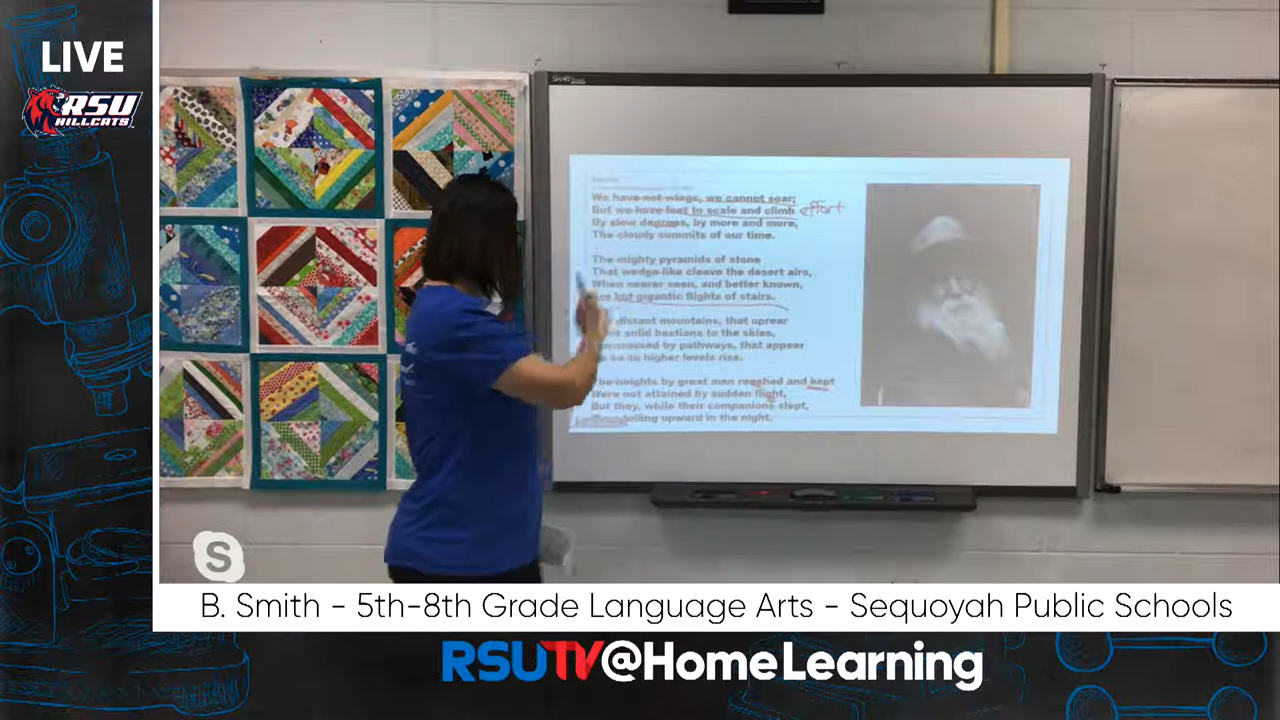 LIVE
RSU
HILLCATS
SMART
We have not wings, we cannot soar;
But we have feet to scale and climb effort
By slow degrees, by more and more,
The cloudy summits of our time.
The mighty pyramids of stone
That wedge-like cleave the desert airs,
When nearer seen, and better known,
but gigantic flights of stairs.
distant mountains, that uprear
solid bastions to the skies,
by pathways, that appear
to higher levels rise.
The heights by great men reached and kept
Were not attained by sudden flight,
But they, while their companions slept,
toiling upward in the night.
S
B. Smith - 5th-8th Grade Language Arts - Sequoyah Public Schools
RSUTV@HomeLearning